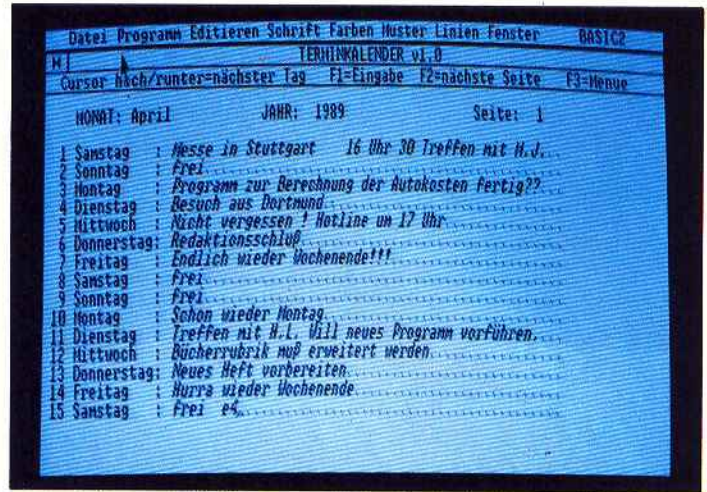 Datei Programm Editieren Schrift Farben Muster Linien Fenster BASIC2
TERMINKALENDER v1.0
Cursor hoch/runter=nächster Tag F1=Eingabe F2=nächste Seite F3=Menue
MONAT: April JAHR: 1989 Seite: 1
1 Samstag : Messe in Stuttgart 16 Uhr 30 Treffen mit H.J...
2 Sonntag : Frei.......................................
3 Montag : Programm zur Berechnung der Autokosten fertig??....
4 Dienstag : Besuch aus Dortmund..............................
5 Mittwoch : Nicht vergessen ! Hotline um 17 Uhr...............
6 Donnerstag: Redaktionsschluß.................................
7 Freitag : Endlich wieder Wochenende!!!......................
8 Samstag : Frei.......................................
9 Sonntag : Frei.......................................
10 Montag : Schon wieder Montag..............................
11 Dienstag : Treffen mit H.L. Will neues Programm vorführen....
12 Mittwoch : Bücherrubrik muß erweitert werden.................
13 Donnerstag: Neues Heft vorbereiten...........................
14 Freitag : Hurra wieder Wochenende...........................
15 Samstag : Frei e4.......................................